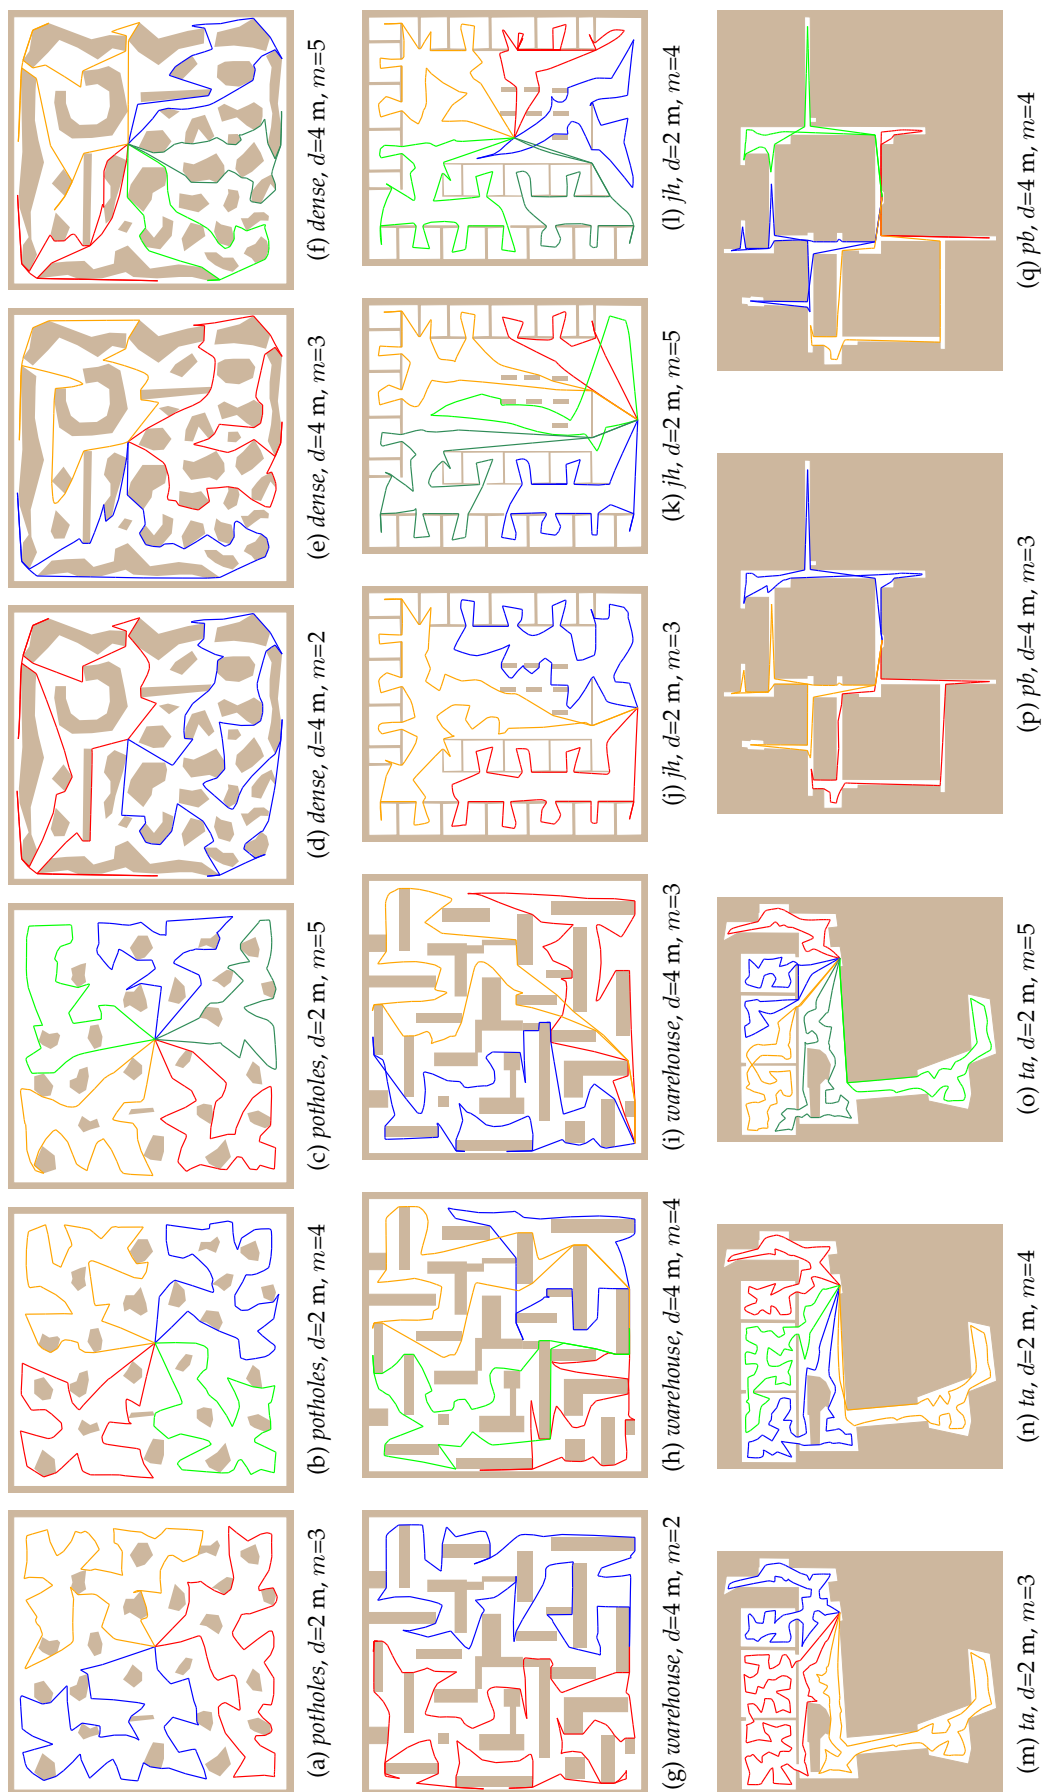 (a) potholes, d=2 m, m=3
(b) potholes, d=2 m, m=4
(c) potholes, d=2 m, m=5
(d) dense, d=4 m, m=2
(e) dense, d=4 m, m=3
(f) dense, d=4 m, m=5
(g) warehouse, d=4 m, m=2
(h) warehouse, d=4 m, m=4
(i) warehouse, d=4 m, m=3
(j) jh, d=2 m, m=3
(k) jh, d=2 m, m=5
(l) jh, d=2 m, m=4
(m) ta, d=2 m, m=3
(n) ta, d=2 m, m=4
(o) ta, d=2 m, m=5
(p) pb, d=4 m, m=3
(q) pb, d=4 m, m=4